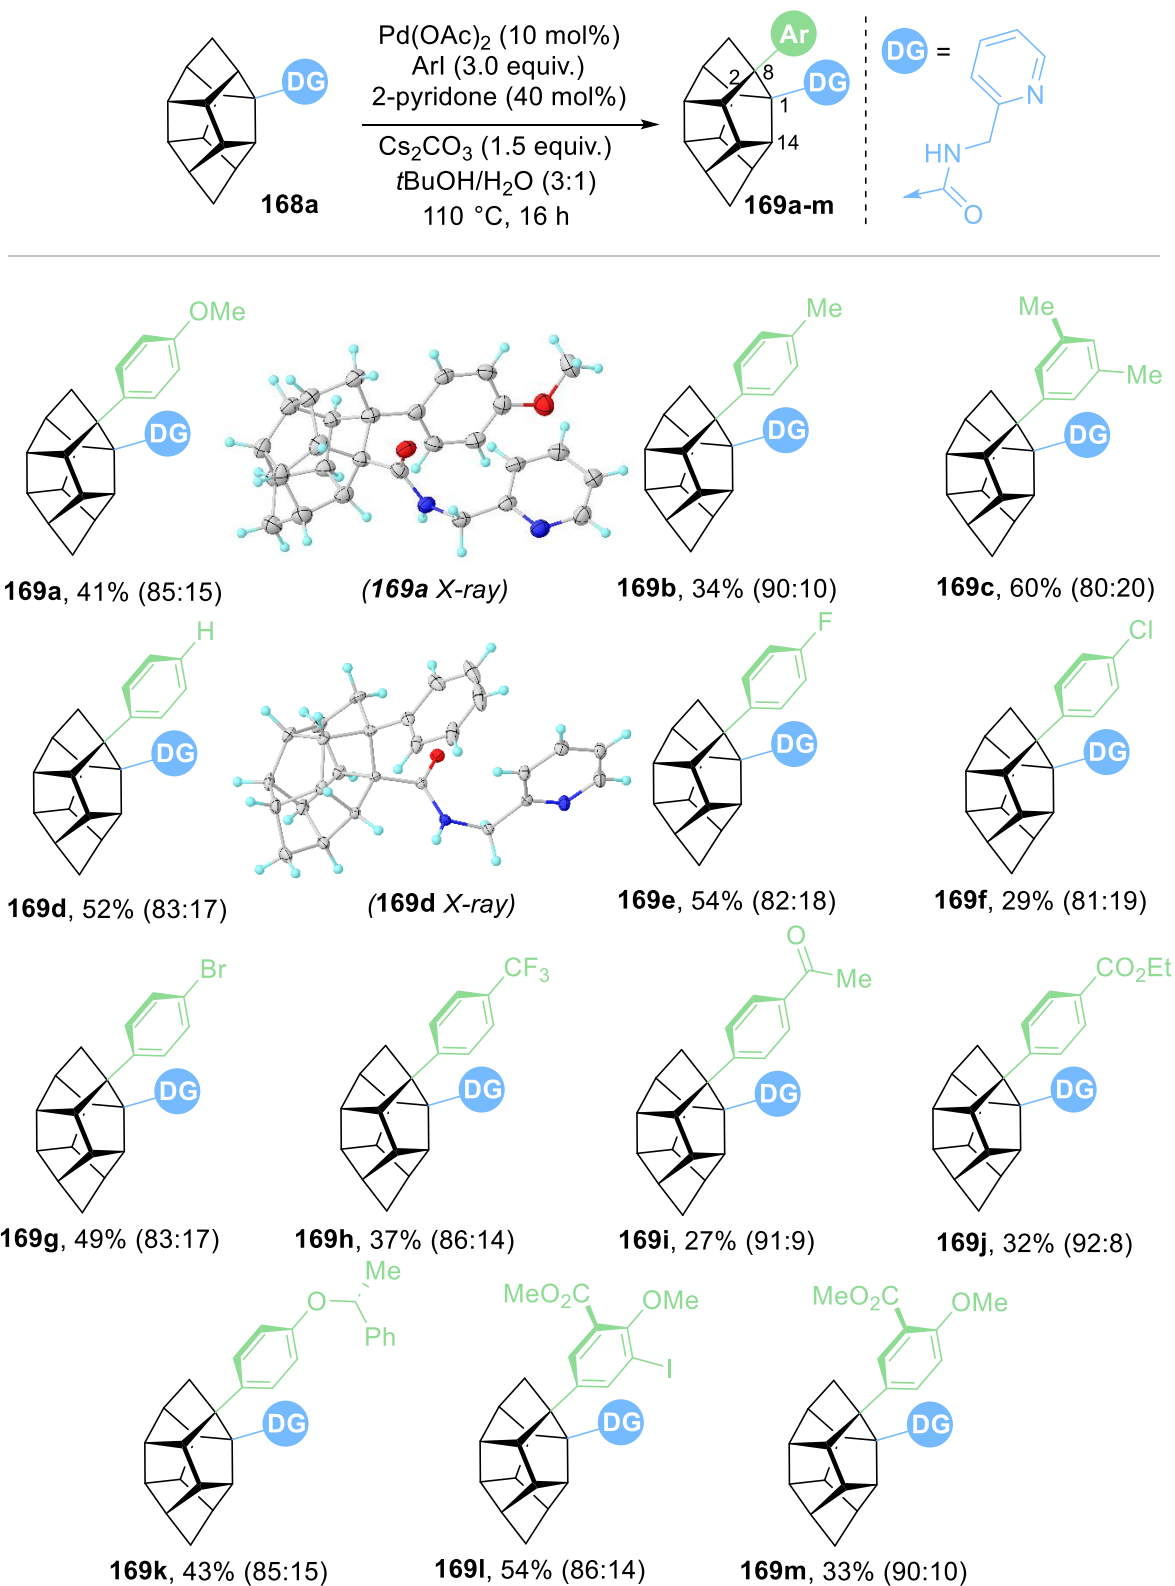 Pd(OAc)₂ (10 mol%)
ArI (3.0 equiv.)
2-pyridone (40 mol%)
Cs₂CO₃ (1.5 equiv.)
tBuOH/H₂O (3:1)
110 °C, 16 h
DG
168a
Ar
2 8
DG
1
14
169a-m
DG =
N
HN
O
OMe
DG
169a, 41% (85:15)
(169a X-ray)
Me
DG
169b, 34% (90:10)
Me
Me
DG
169c, 60% (80:20)
H
DG
169d, 52% (83:17)
(169d X-ray)
F
DG
169e, 54% (82:18)
Cl
DG
169f, 29% (81:19)
Br
DG
169g, 49% (83:17)
CF₃
DG
169h, 37% (86:14)
O
Me
DG
169i, 27% (91:9)
CO₂Et
DG
169j, 32% (92:8)
Me
O
Ph
DG
169k, 43% (85:15)
MeO₂C
OMe
I
DG
169l, 54% (86:14)
MeO₂C
OMe
DG
169m, 33% (90:10)